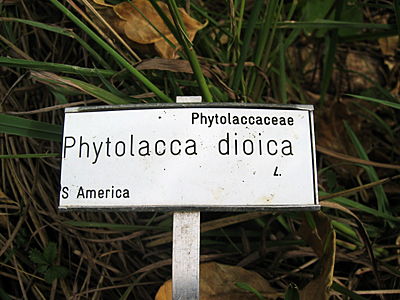 Phytolaccaceae
Phytolacca dioica
L.
S America